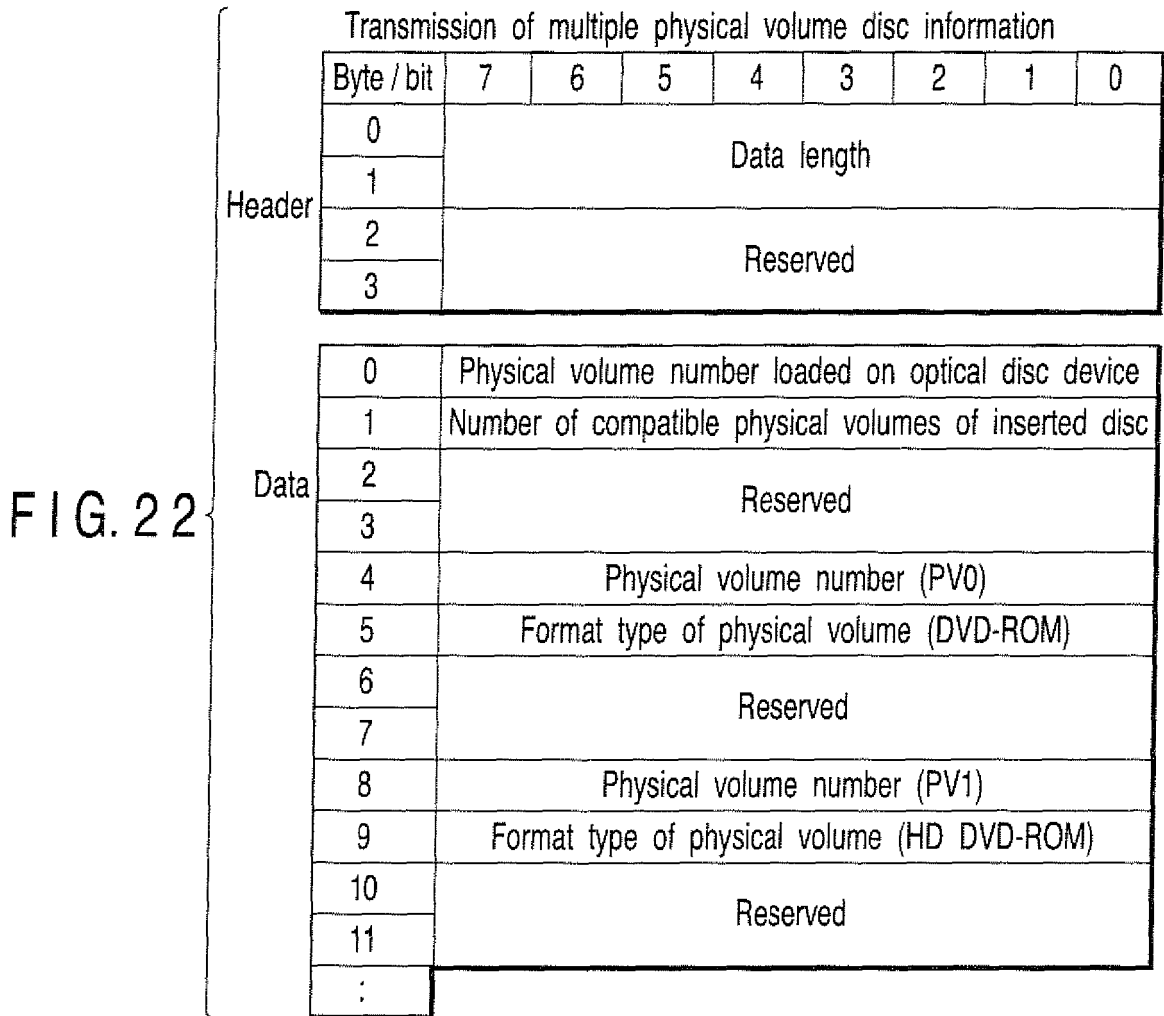 Transmission of multiple physical volume disc information
Byte / bit 7 6 5 4 3 2 1 0
Header
0
1
Data length
2
3
Reserved
FIG. 22
Data
0 Physical volume number loaded on optical disc device
1 Number of compatible physical volumes of inserted disc
2
3
Reserved
4 Physical volume number (PV0)
5 Format type of physical volume (DVD-ROM)
6
7
Reserved
8 Physical volume number (PV1)
9 Format type of physical volume (HD DVD-ROM)
10
11
Reserved
: